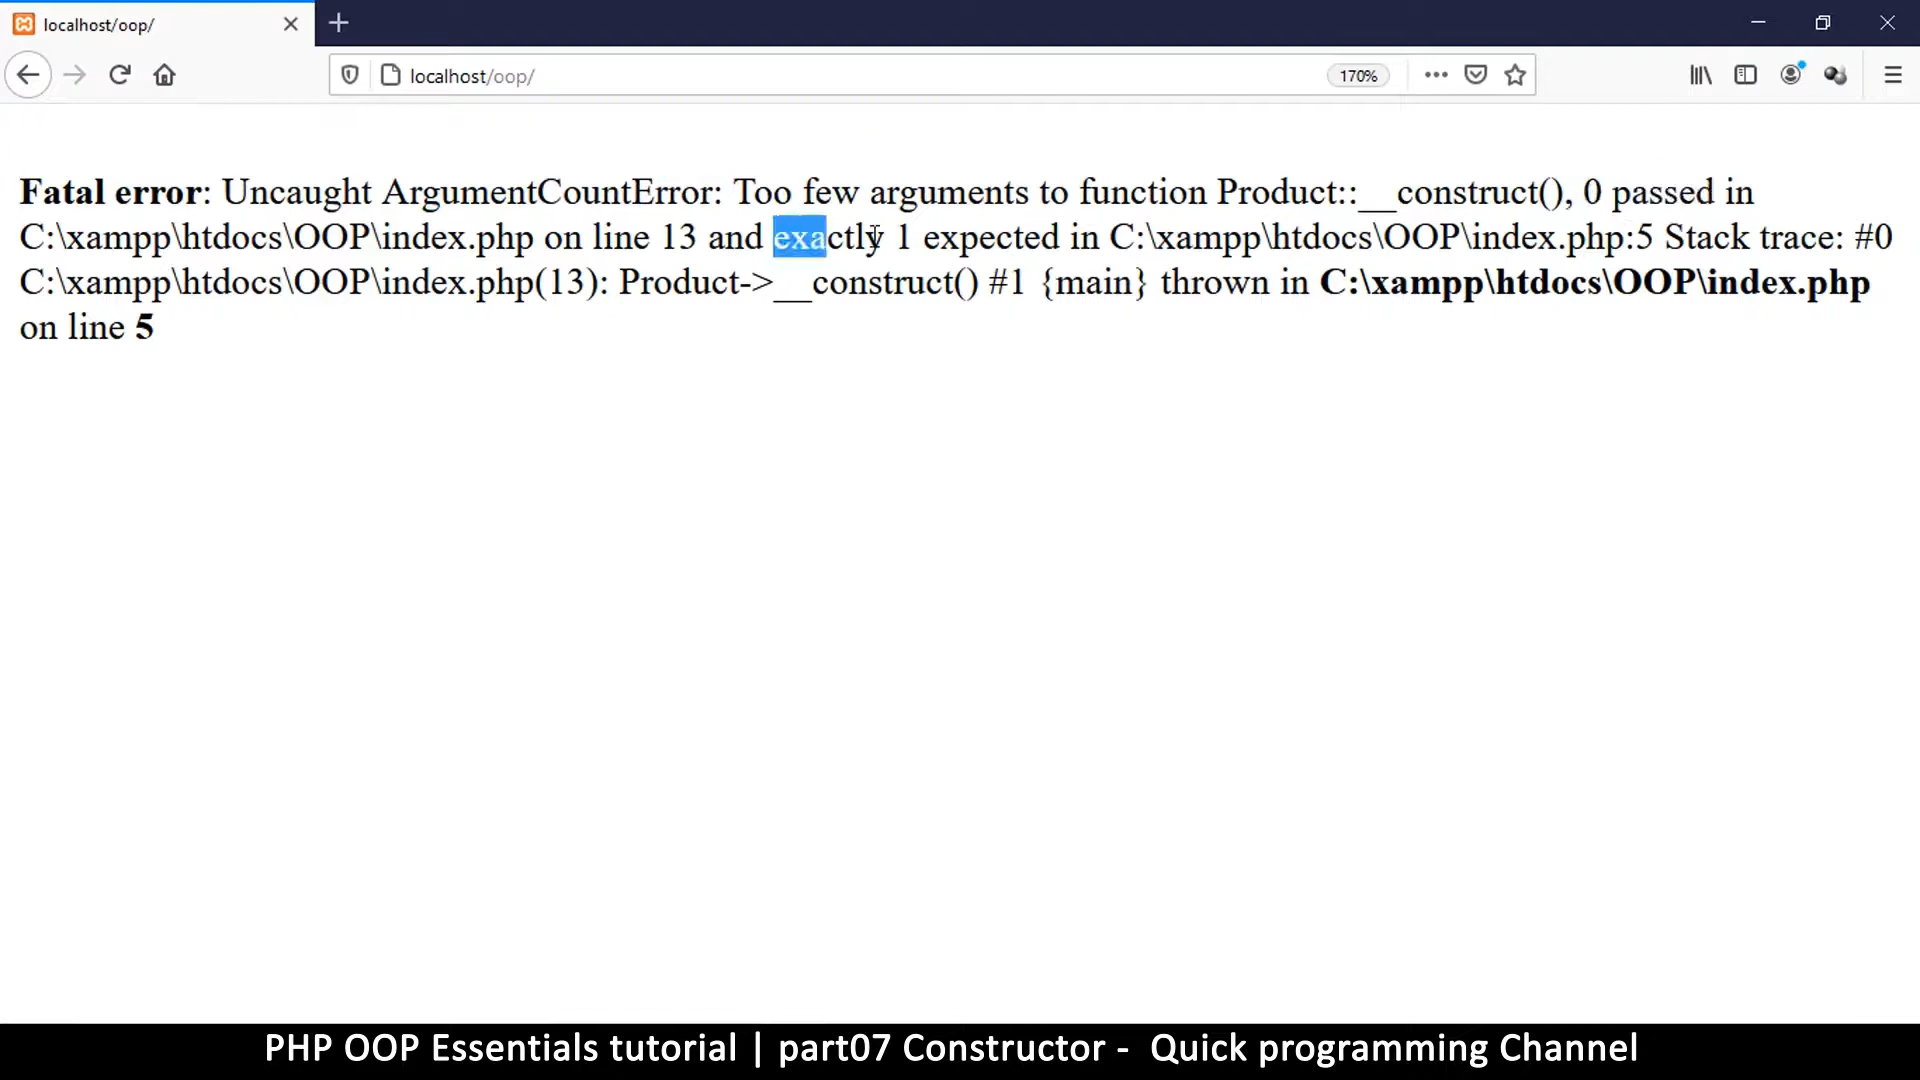 localhost/oop/
localhost/oop/
170%
Fatal error: Uncaught ArgumentCountError: Too few arguments to function Product::__construct(), 0 passed in
C:\xampp\htdocs\OOP\index.php on line 13 and exactly 1 expected in C:\xampp\htdocs\OOP\index.php:5 Stack trace: #0
C:\xampp\htdocs\OOP\index.php(13): Product->__construct() #1 {main} thrown in C:\xampp\htdocs\OOP\index.php
on line 5
PHP OOP Essentials tutorial | part07 Constructor - Quick programming Channel